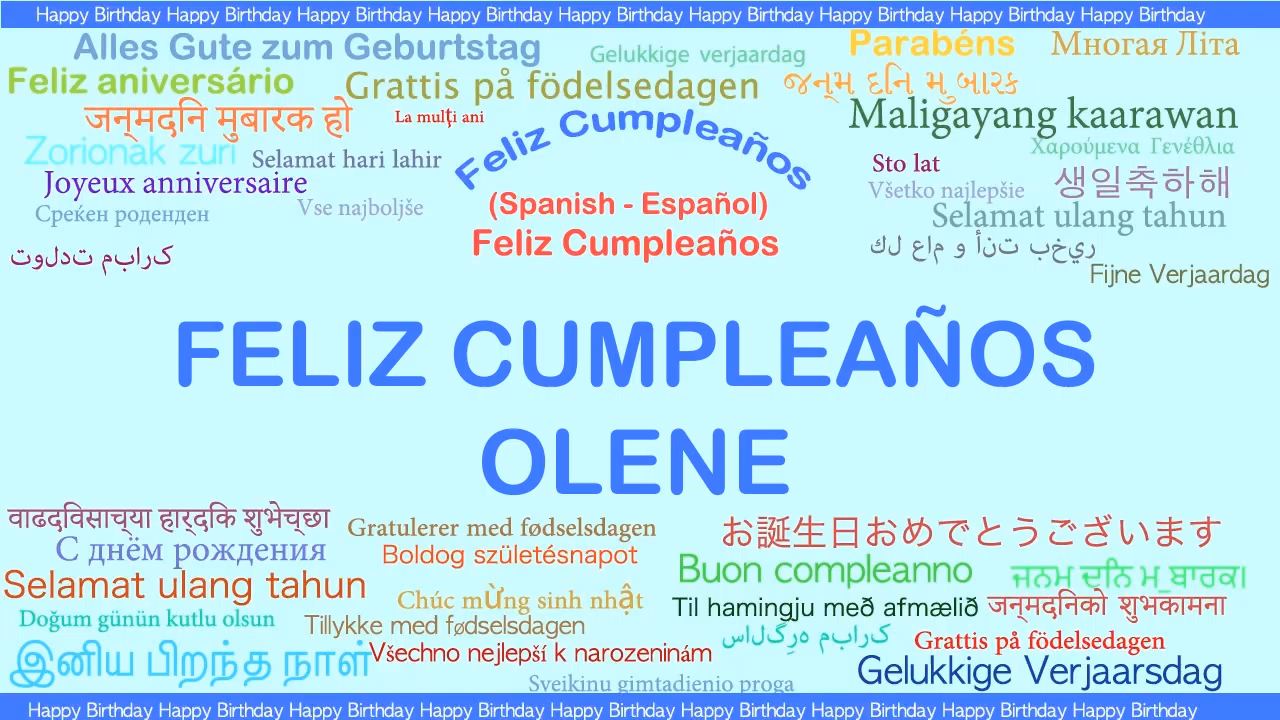 Happy Birthday Happy Birthday Happy Birthday Happy Birthday Happy Birthday Happy Birthday Happy Birthday Happy Birthday Happy Birthday
Alles Gute zum Geburtstag
Gelukkige verjaardag
Parabéns
Многая Літа
Feliz aniversário
Grattis på födelsedagen
જન્મ દિન મુબારક
जन्मदिन मुबारक हो
La mulţi ani
Feliz Cumpleaños
Maligayang kaarawan
Zorionak zuri
Selamat hari lahir
Χαρούμενα Γενέθλια
Sto lat
Joyeux anniversaire
(Spanish - Español)
Všetko najlepšie
생일축하해
Среќен роденден
Vse najboljše
Selamat ulang tahun
Feliz Cumpleaños
تولدت مبارک
كل عام و أنت بخير
Fijne Verjaardag
FELIZ CUMPLEAÑOS
OLENE
वाढदिवसाच्या हार्दिक शुभेच्छा
Gratulerer med fødselsdagen
お誕生日おめでとうございます
С днём рождения
Boldog születésnapot
Buon compleanno
ਜਨਮ ਦਿਨ ਮੁਬਾਰਕ।
Selamat ulang tahun
Chúc mừng sinh nhật
Til hamingju með afmælið
जन्मदिनको शुभकामना
Doğum günün kutlu olsun
Tillykke med fødselsdagen
سالگرہ مبارک
Grattis på födelsedagen
இனிய பிறந்த நாள்
Všechno nejlepší k narozeninám
Gelukkige Verjaarsdag
Sveikinu gimtadienio proga
Happy Birthday Happy Birthday Happy Birthday Happy Birthday Happy Birthday Happy Birthday Happy Birthday Happy Birthday Happy Birthday